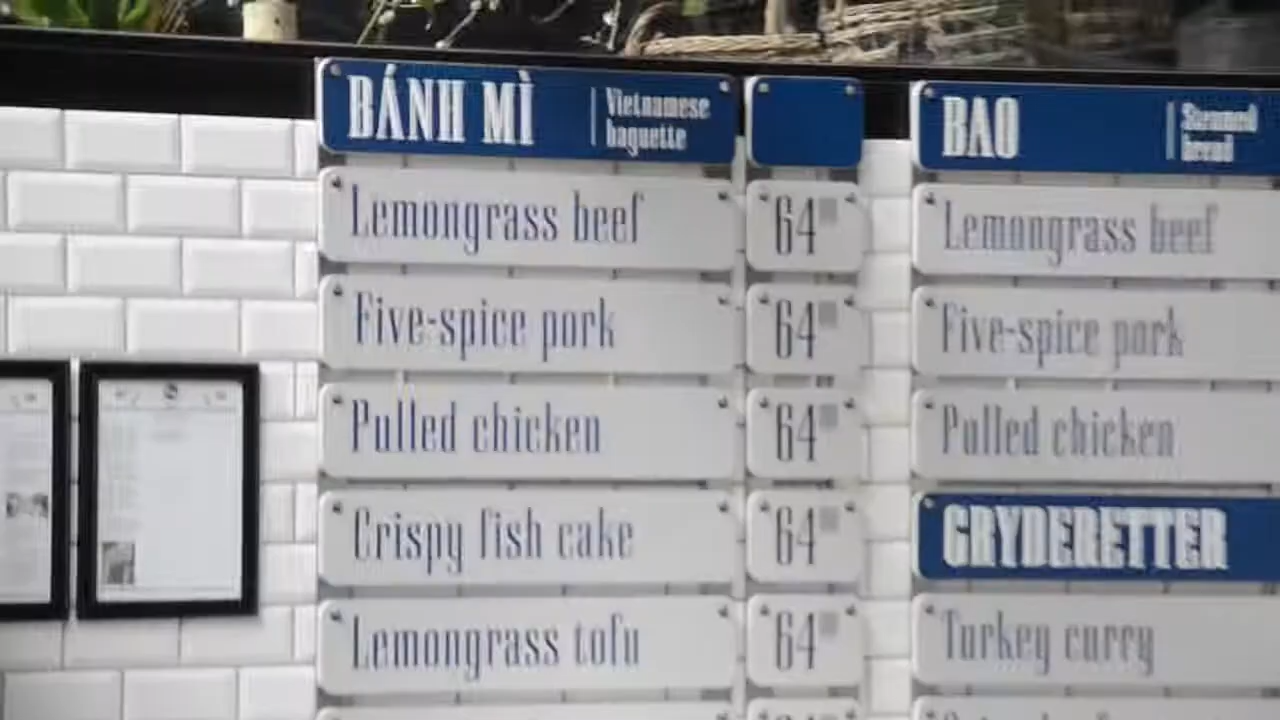 BÁNH MÌ
Vietnamese
baguette
Lemongrass beef 64
Five-spice pork 64
Pulled chicken 64
Crispy fish cake 64
Lemongrass tofu 64
BAO
Steamed
bread
Lemongrass beef
Five-spice pork
Pulled chicken
GRYDERETTER
Turkey curry